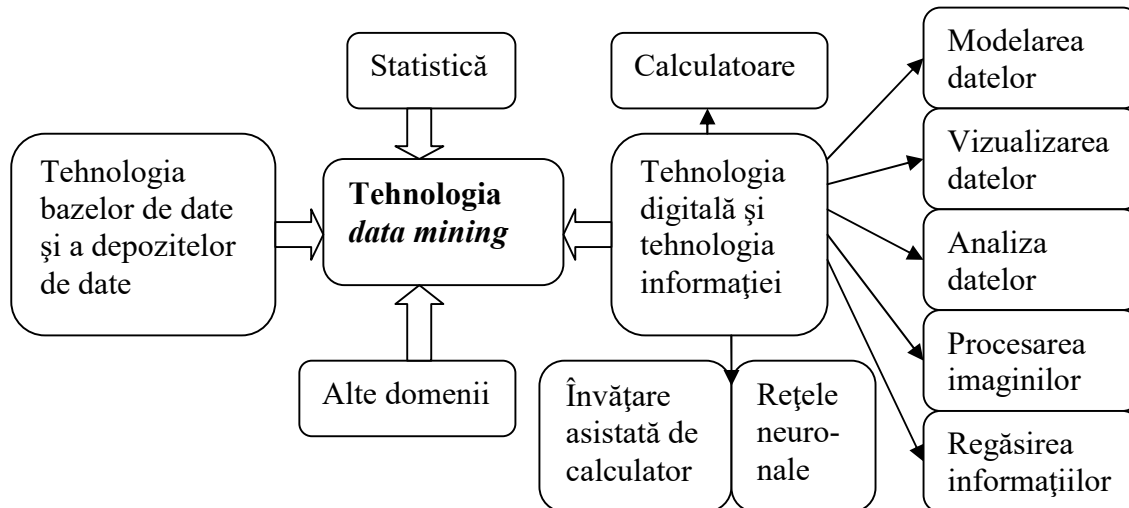 Statistică
Calculatoare
Modelarea
datelor
Tehnologia
bazelor de date
şi a depozitelor
de date
Tehnologia
data mining
Tehnologia
digitală şi
tehnologia
informaţiei
Vizualizarea
datelor
Analiza
datelor
Procesarea
imaginilor
Regăsirea
informaţiilor
Alte domenii
Învăţare
asistată de
calculator
Reţele
neuro-
nale